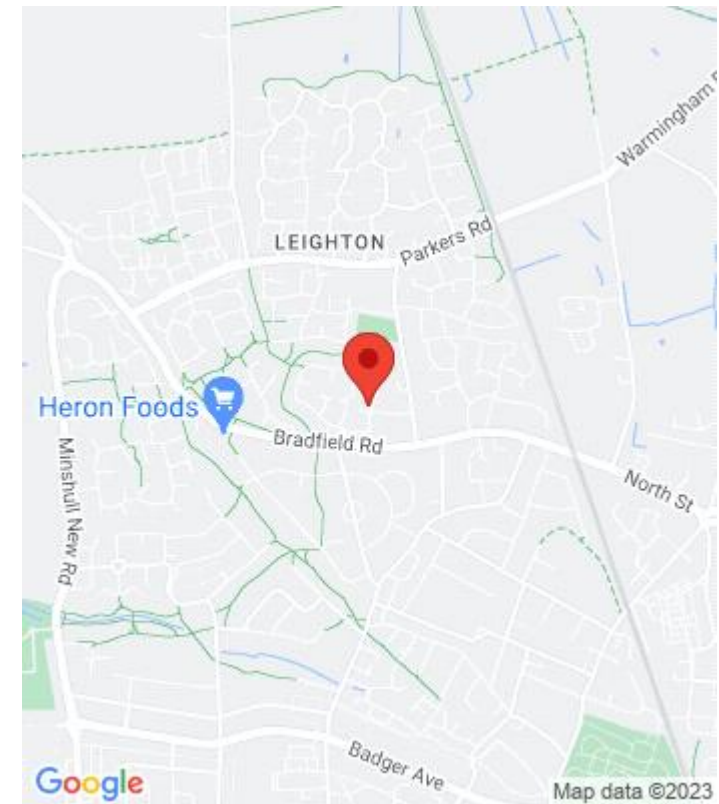 Warmingham
LEIGHTON
Parkers Rd
Heron Foods
Bradfield Rd
Minshull New Rd
North St
Badger Ave
Google
Map data ©2023